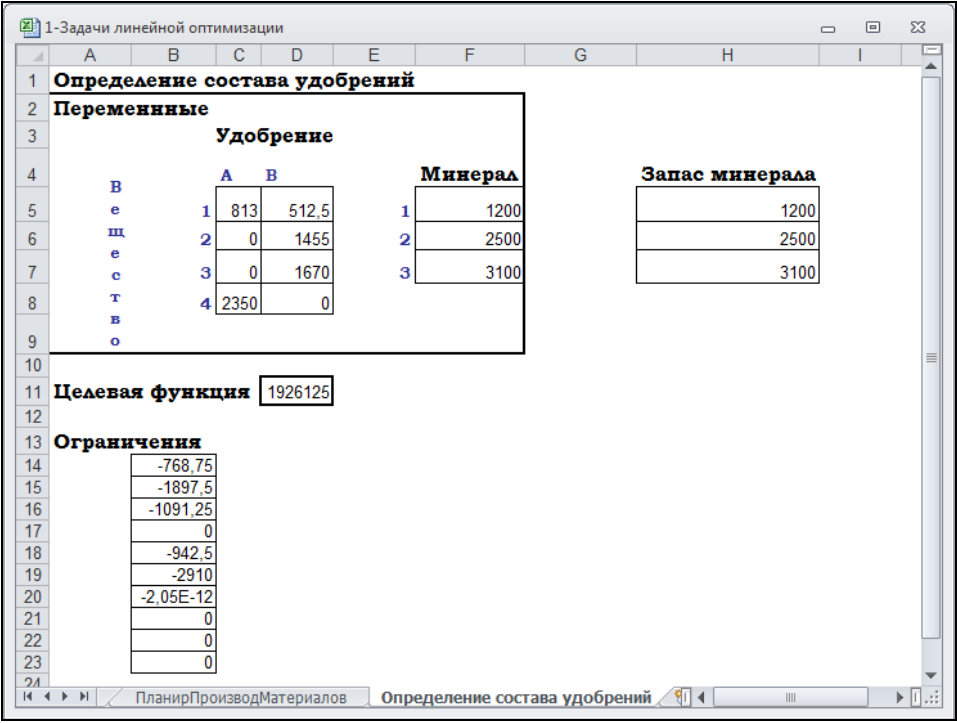 1-Задачи линейной оптимизации
A B C D E F G H I
1 Определение состава удобрений
2 Переменнные
3 Удобрение
4 A B Минерал Запас минерала
Вещество
5 1 813 512,5 1 1200 1200
6 2 0 1455 2 2500 2500
7 3 0 1670 3 3100 3100
8 4 2350 0
9
10
11 Целевая функция 1926125
12
13 Ограничения
14 -768,75
15 -1897,5
16 -1091,25
17 0
18 -942,5
19 -2910
20 -2,05E-12
21 0
22 0
23 0
24
ПланирПроизводМатериалов Определение состава удобрений